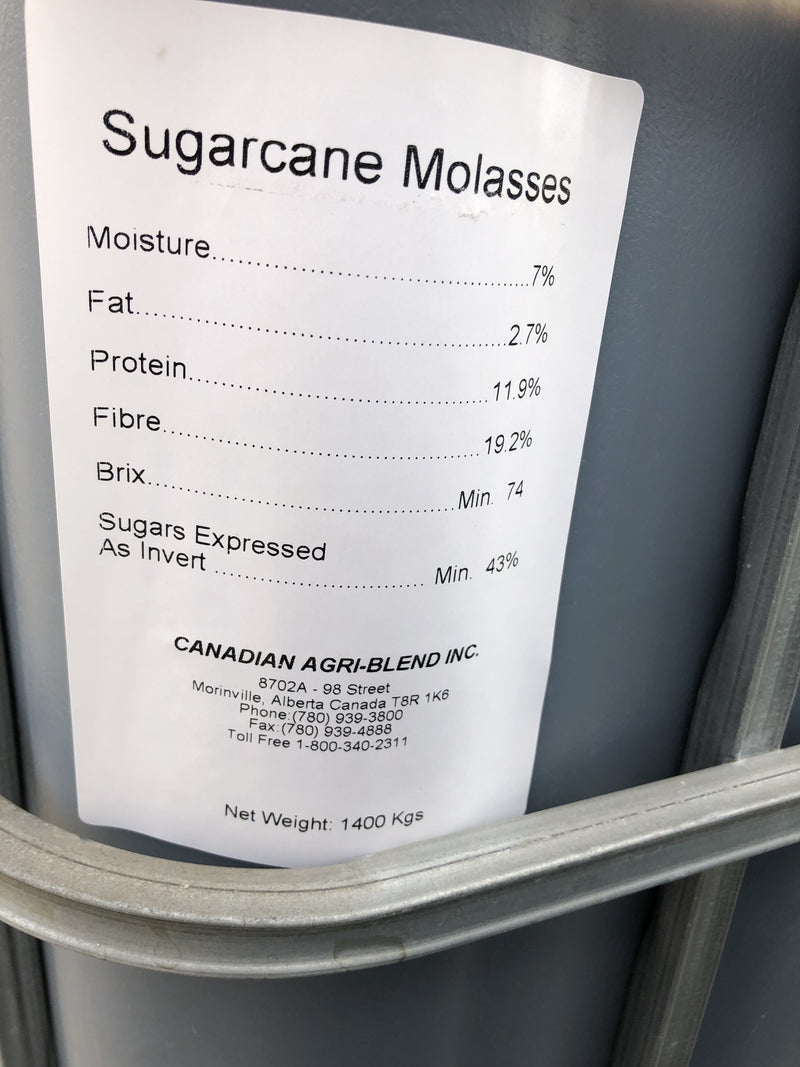 Sugarcane Molasses
Moisture..............................7%
Fat..............................2.7%
Protein..............................11.9%
Fibre..............................19.2%
Brix..............................Min. 74
Sugars Expressed
As Invert .............................. Min. 43%
CANADIAN AGRI-BLEND INC.
8702A - 98 Street
Morinville, Alberta Canada T8R 1K6
Phone:(780) 939-3800
Fax:(780) 939-4888
Toll Free 1-800-340-2311
Net Weight: 1400 Kgs